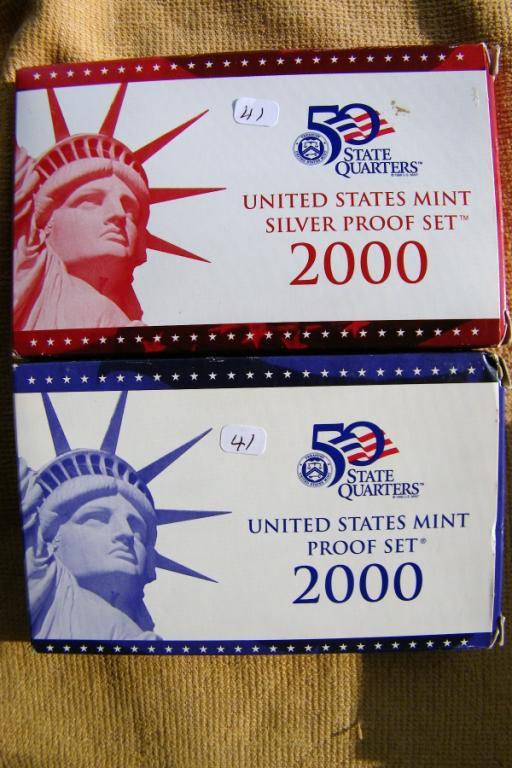 41
50
STATE
QUARTERS™
UNITED STATES MINT
SILVER PROOF SET™
2000
41
50
STATE
QUARTERS™
UNITED STATES MINT
PROOF SET®
2000